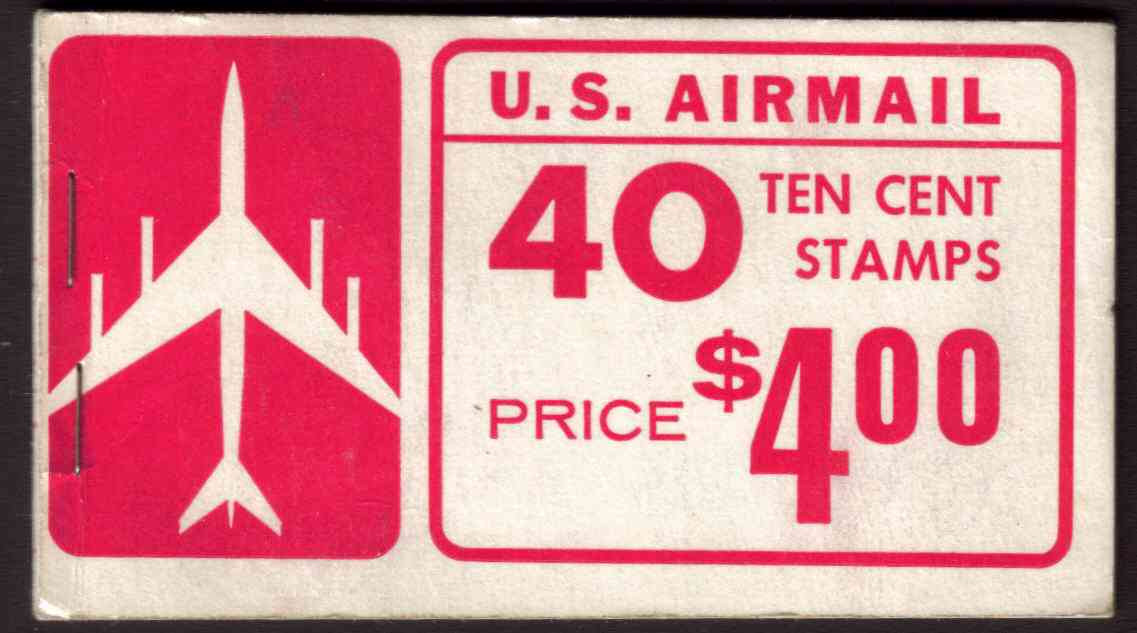 U.S. AIRMAIL
40 TEN CENT
STAMPS
PRICE $4.00